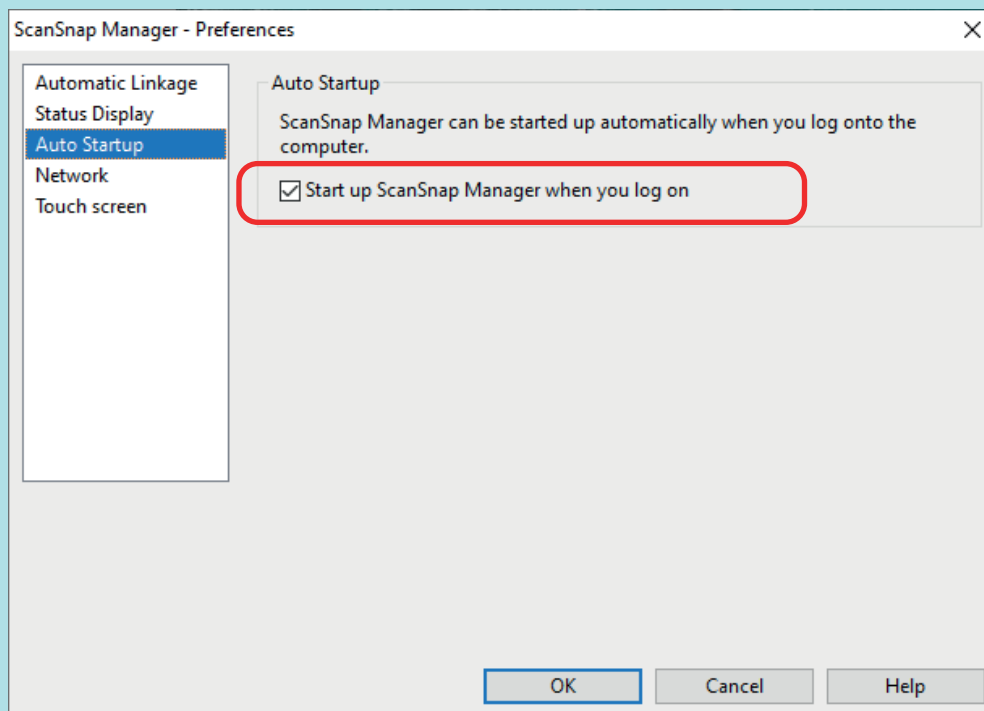 ScanSnap Manager - Preferences
Automatic Linkage
Status Display
Auto Startup
Network
Touch screen
Auto Startup
ScanSnap Manager can be started up automatically when you log onto the
computer.
Start up ScanSnap Manager when you log on
OK
Cancel
Help